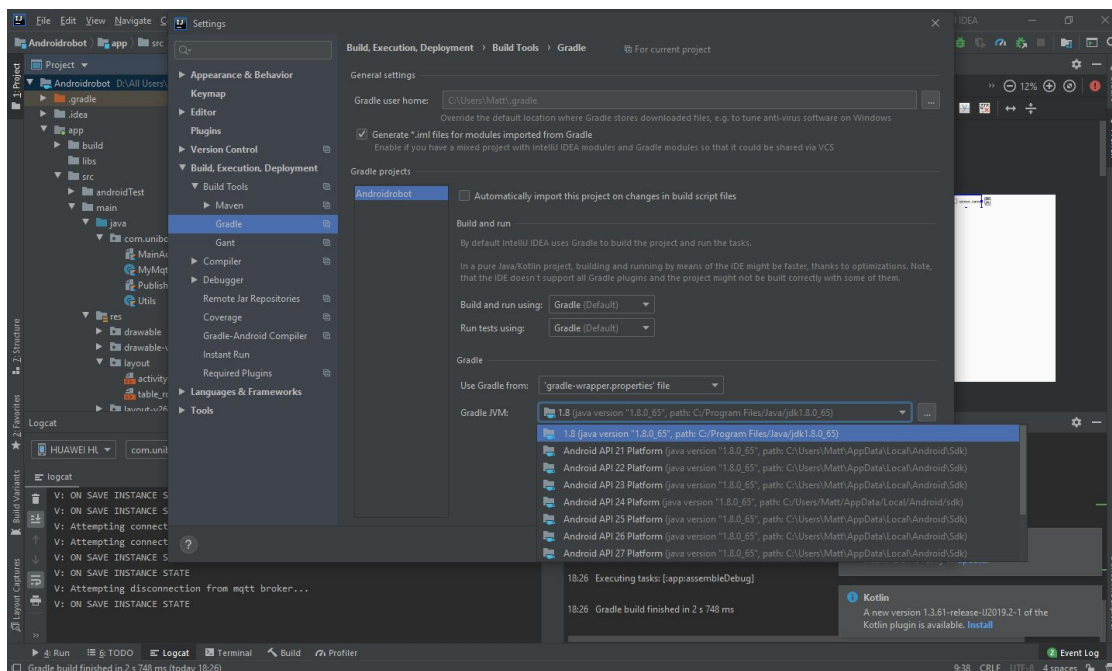 File Edit View Navigate
IDEA
Androidrobot app src
1: Project
Project
Androidrobot D:\All Users\
.gradle
.idea
app
build
libs
src
androidTest
main
java
MyMqt
Publish
Utils
res
drawable
layout
activity
Settings
Appearance & Behavior
Keymap
Editor
Plugins
Version Control
Build, Execution, Deployment
Build Tools
Maven
Gradle
Gant
Compiler
Debugger
Remote Jar Repositories
Coverage
Gradle-Android Compiler
Instant Run
Required Plugins
Languages & Frameworks
Tools
?
Build, Execution, Deployment › Build Tools › Gradle For current project
General settings
Gradle user home: C:\Users\Matt\.gradle ...
Override the default location where Gradle stores downloaded files, e.g. to tune anti-virus software on Windows
Generate *.iml files for modules imported from Gradle
Enable if you have a mixed project with IntelliJ IDEA modules and Gradle modules so that it could be shared via VCS
Gradle projects
Androidrobot
Automatically import this project on changes in build script files
Build and run
By default IntelliJ IDEA uses Gradle to build the project and run the tasks.
In a pure Java/Kotlin project, building and running by means of the IDE might be faster, thanks to optimizations. Note,
that the IDE doesn't support all Gradle plugins and the project might not be built correctly with some of them.
Build and run using: Gradle (Default)
Run tests using: Gradle (Default)
Gradle
Use Gradle from: 'gradle-wrapper.properties' file
Gradle JVM: 1.8 (java version "1.8.0_65", path: C:/Program Files/Java/jdk1.8.0_65) ...
1.8 (java version "1.8.0_65", path: C:/Program Files/Java/jdk1.8.0_65)
Android API 21 Platform (java version "1.8.0_65", path: C:\Users\Matt\AppData\Local\Android\Sdk)
Android API 22 Platform (java version "1.8.0_65", path: C:\Users\Matt\AppData\Local\Android\Sdk)
Android API 23 Platform (java version "1.8.0_65", path: C:\Users\Matt\AppData\Local\Android\Sdk)
Android API 24 Plaform (java version "1.8.0_65", path: C:/Users/Matt/AppData/Local/Android/sdk)
Android API 25 Platform (java version "1.8.0_65", path: C:\Users\Matt\AppData\Local\Android\Sdk)
Android API 26 Platform (java version "1.8.0_65", path: C:\Users\Matt\AppData\Local\Android\Sdk)
Android API 27 Platform (java version "1.8.0_65", path: C:\Users\Matt\AppData\Local\Android\Sdk)
12%
7: Structure
2: Favorites
Build Variants
Layout Captures
Logcat
HUAWEI HL com.unil
logcat
V: ON SAVE INSTANCE S
V: ON SAVE INSTANCE S
V: Attempting connect
V: Attempting connect
V: ON SAVE INSTANCE S
V: ON SAVE INSTANCE STATE
V: Attempting disconnection from mqtt broker...
V: ON SAVE INSTANCE STATE
18:26 Executing tasks: [:app:assembleDebug]
18:26 Gradle build finished in 2 s 748 ms
Kotlin
A new version 1.3.61-release-IJ2019.2-1 of the
Kotlin plugin is available. Install
4: Run 6: TODO Logcat Terminal Build Profiler 2 Event Log
Gradle build finished in 2 s 748 ms (today 18:26) 9:38 CRLF UTF-8 4 spaces